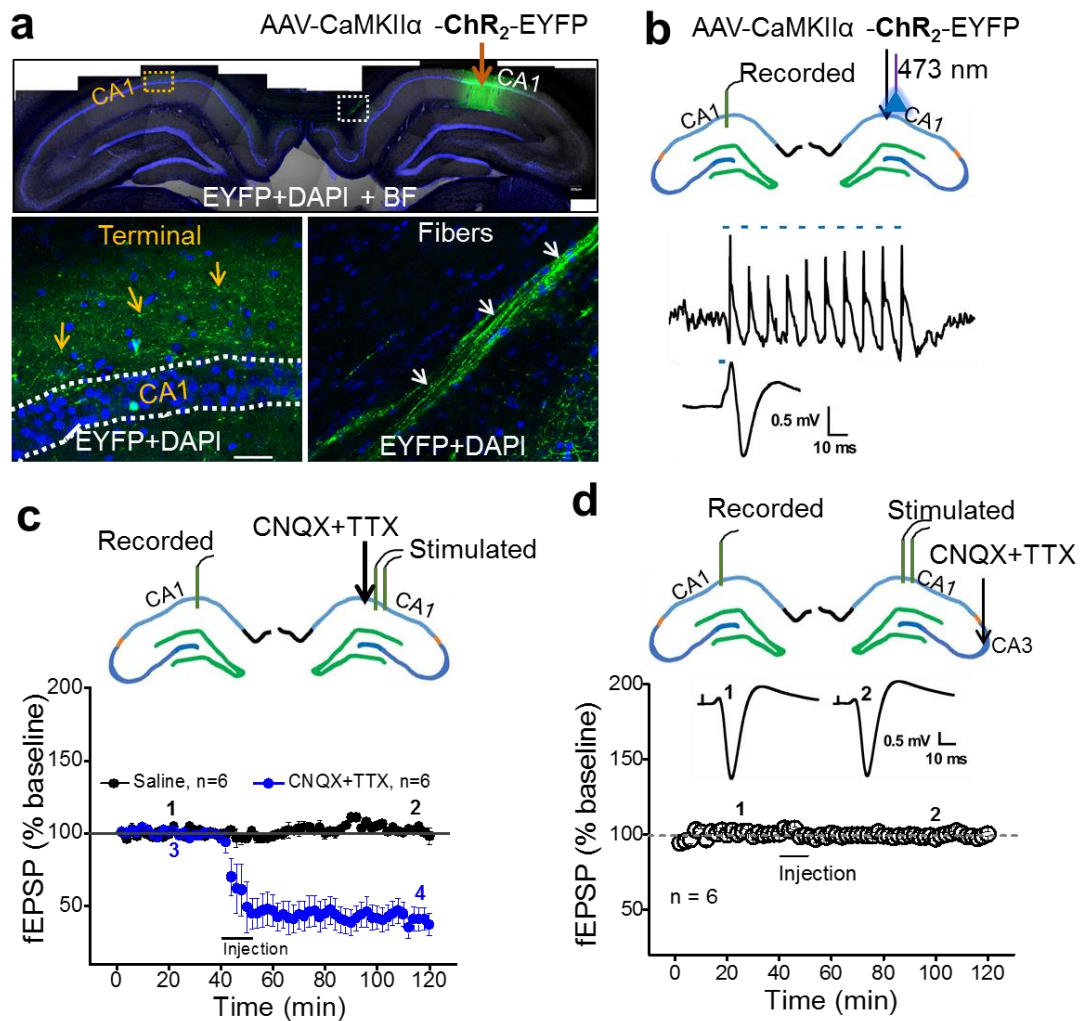 a
AAV-CaMKIIα -ChR2-EYFP
CA1
CA1
EYFP+DAPI + BF
Terminal
CA1
EYFP+DAPI
Fibers
EYFP+DAPI
b
AAV-CaMKIIα -ChR2-EYFP
Recorded
473 nm
CA1
CA1
0.5 mV
10 ms
c
CNQX+TTX
Recorded
Stimulated
CA1
CA1
200
150
100
50
fEPSP (% baseline)
Saline, n=6
CNQX+TTX, n=6
1
2
3
4
Injection
0 20 40 60 80 100 120
Time (min)
d
Recorded
Stimulated
CNQX+TTX
CA1
CA1
CA3
200
150
100
50
fEPSP (% baseline)
1
2
0.5 mV
10 ms
1
2
Injection
n = 6
0 20 40 60 80 100 120
Time (min)